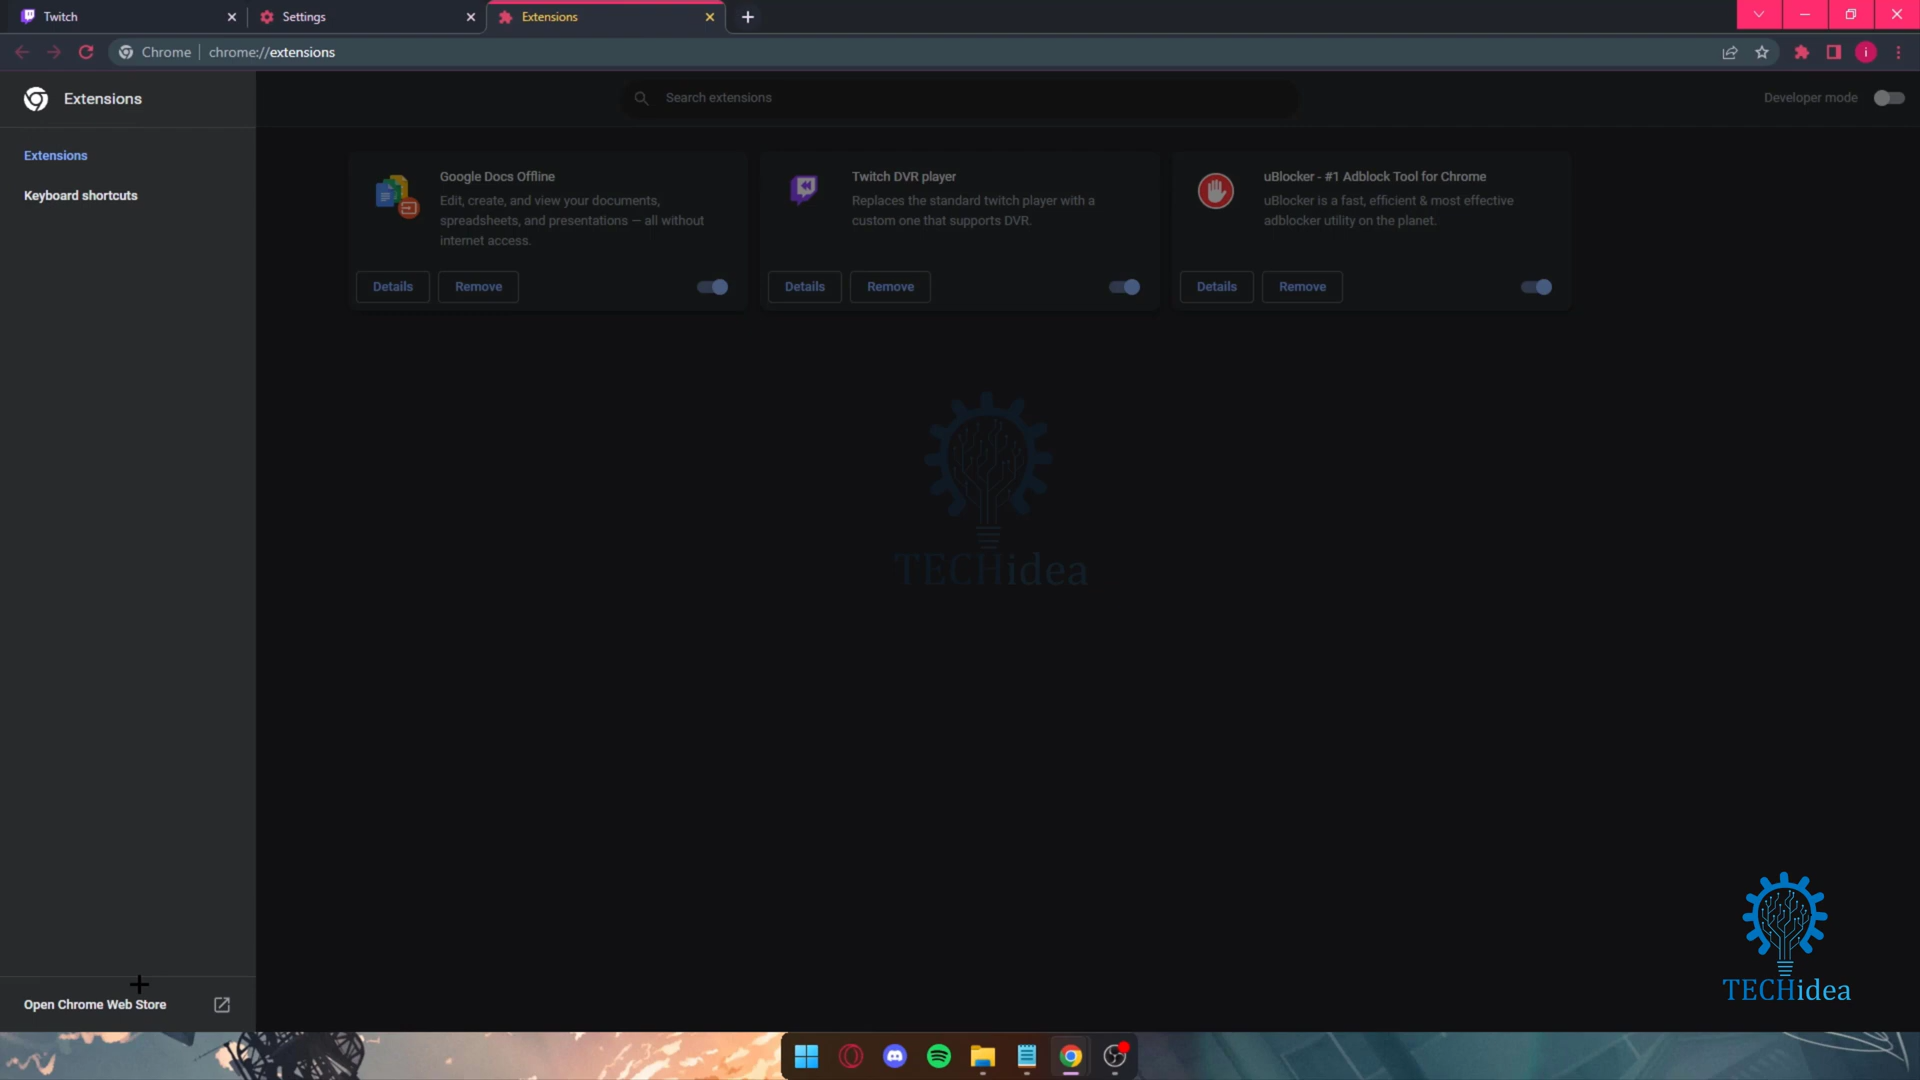 Twitch
Settings
Extensions
Chrome
chrome://extensions
i
Extensions
Search extensions
Developer mode
Extensions
Keyboard shortcuts
Google Docs Offline
Edit, create, and view your documents,
spreadsheets, and presentations — all without
internet access.
Details
Remove
Twitch DVR player
Replaces the standard twitch player with a
custom one that supports DVR.
Details
Remove
uBlocker - #1 Adblock Tool for Chrome
uBlocker is a fast, efficient & most effective
adblocker utility on the planet.
Details
Remove
TECHidea
TECHidea
Open Chrome Web Store